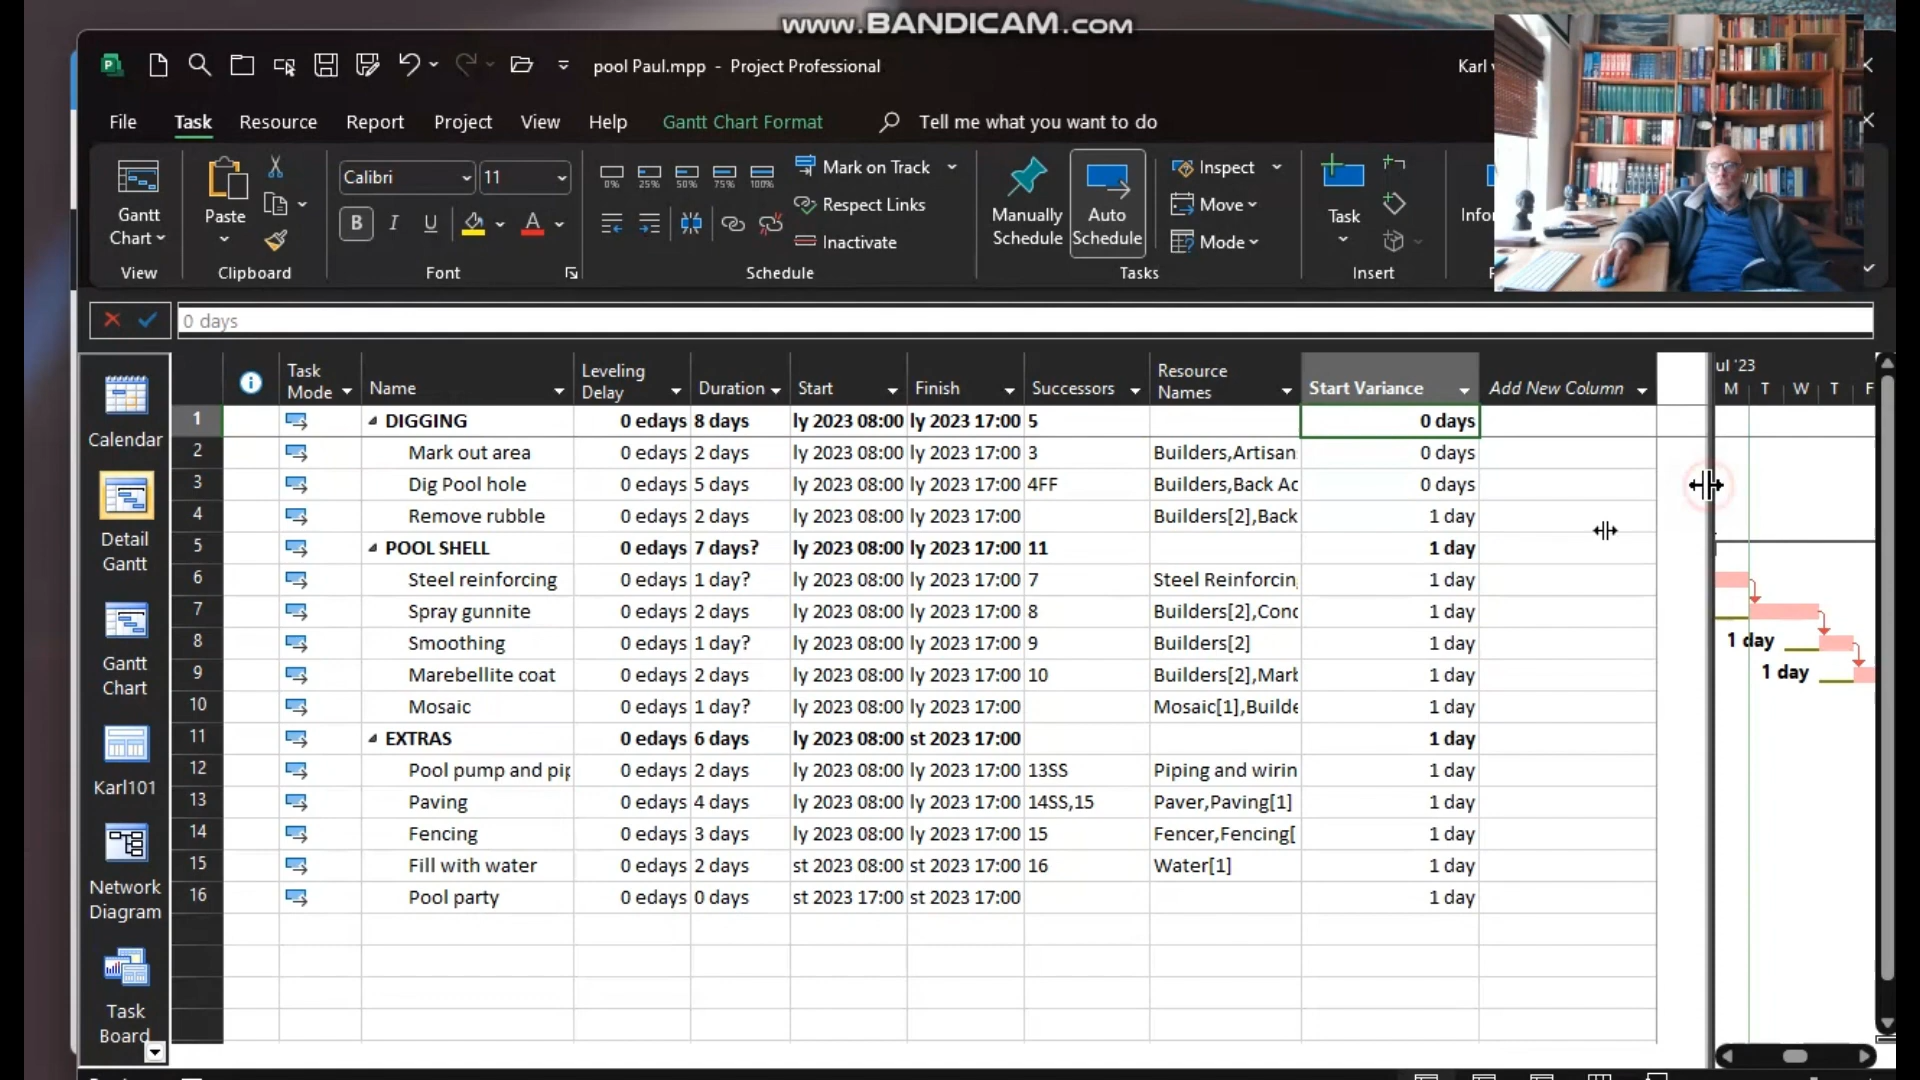 www.BANDICAM.com
pool Paul.mpp - Project Professional
Karl
File Task Resource Report Project View Help Gantt Chart Format Tell me what you want to do
Gantt Chart
View
Paste
Clipboard
Calibri 11
B I U A
Font
0% 25% 50% 75% 100%
Mark on Track
Respect Links
Inactivate
Schedule
Manually Schedule
Auto Schedule
Inspect
Move
Mode
Tasks
Task
Insert
0 days
Task Mode Name Leveling Delay Duration Start Finish Successors Resource Names Start Variance Add New Column
ul '23
M T W T F
1 DIGGING 0 edays 8 days ly 2023 08:00 ly 2023 17:00 5 0 days
2 Mark out area 0 edays 2 days ly 2023 08:00 ly 2023 17:00 3 Builders,Artisan 0 days
3 Dig Pool hole 0 edays 5 days ly 2023 08:00 ly 2023 17:00 4FF Builders,Back Ac 0 days
4 Remove rubble 0 edays 2 days ly 2023 08:00 ly 2023 17:00 Builders[2],Back 1 day
5 POOL SHELL 0 edays 7 days? ly 2023 08:00 ly 2023 17:00 11 1 day
6 Steel reinforcing 0 edays 1 day? ly 2023 08:00 ly 2023 17:00 7 Steel Reinforcin 1 day
7 Spray gunnite 0 edays 2 days ly 2023 08:00 ly 2023 17:00 8 Builders[2],Conc 1 day
8 Smoothing 0 edays 1 day? ly 2023 08:00 ly 2023 17:00 9 Builders[2] 1 day 1 day
9 Marebellite coat 0 edays 2 days ly 2023 08:00 ly 2023 17:00 10 Builders[2],Mark 1 day 1 day
10 Mosaic 0 edays 1 day? ly 2023 08:00 ly 2023 17:00 Mosaic[1],Builde 1 day
11 EXTRAS 0 edays 6 days ly 2023 08:00 st 2023 17:00 1 day
12 Pool pump and pip 0 edays 2 days ly 2023 08:00 ly 2023 17:00 13SS Piping and wirin 1 day
13 Paving 0 edays 4 days ly 2023 08:00 ly 2023 17:00 14SS,15 Paver,Paving[1] 1 day
14 Fencing 0 edays 3 days ly 2023 08:00 ly 2023 17:00 15 Fencer,Fencing[ 1 day
15 Fill with water 0 edays 2 days st 2023 08:00 st 2023 17:00 16 Water[1] 1 day
16 Pool party 0 edays 0 days st 2023 17:00 st 2023 17:00 1 day
Calendar
Detail Gantt
Gantt Chart
Karl101
Network Diagram
Task Board